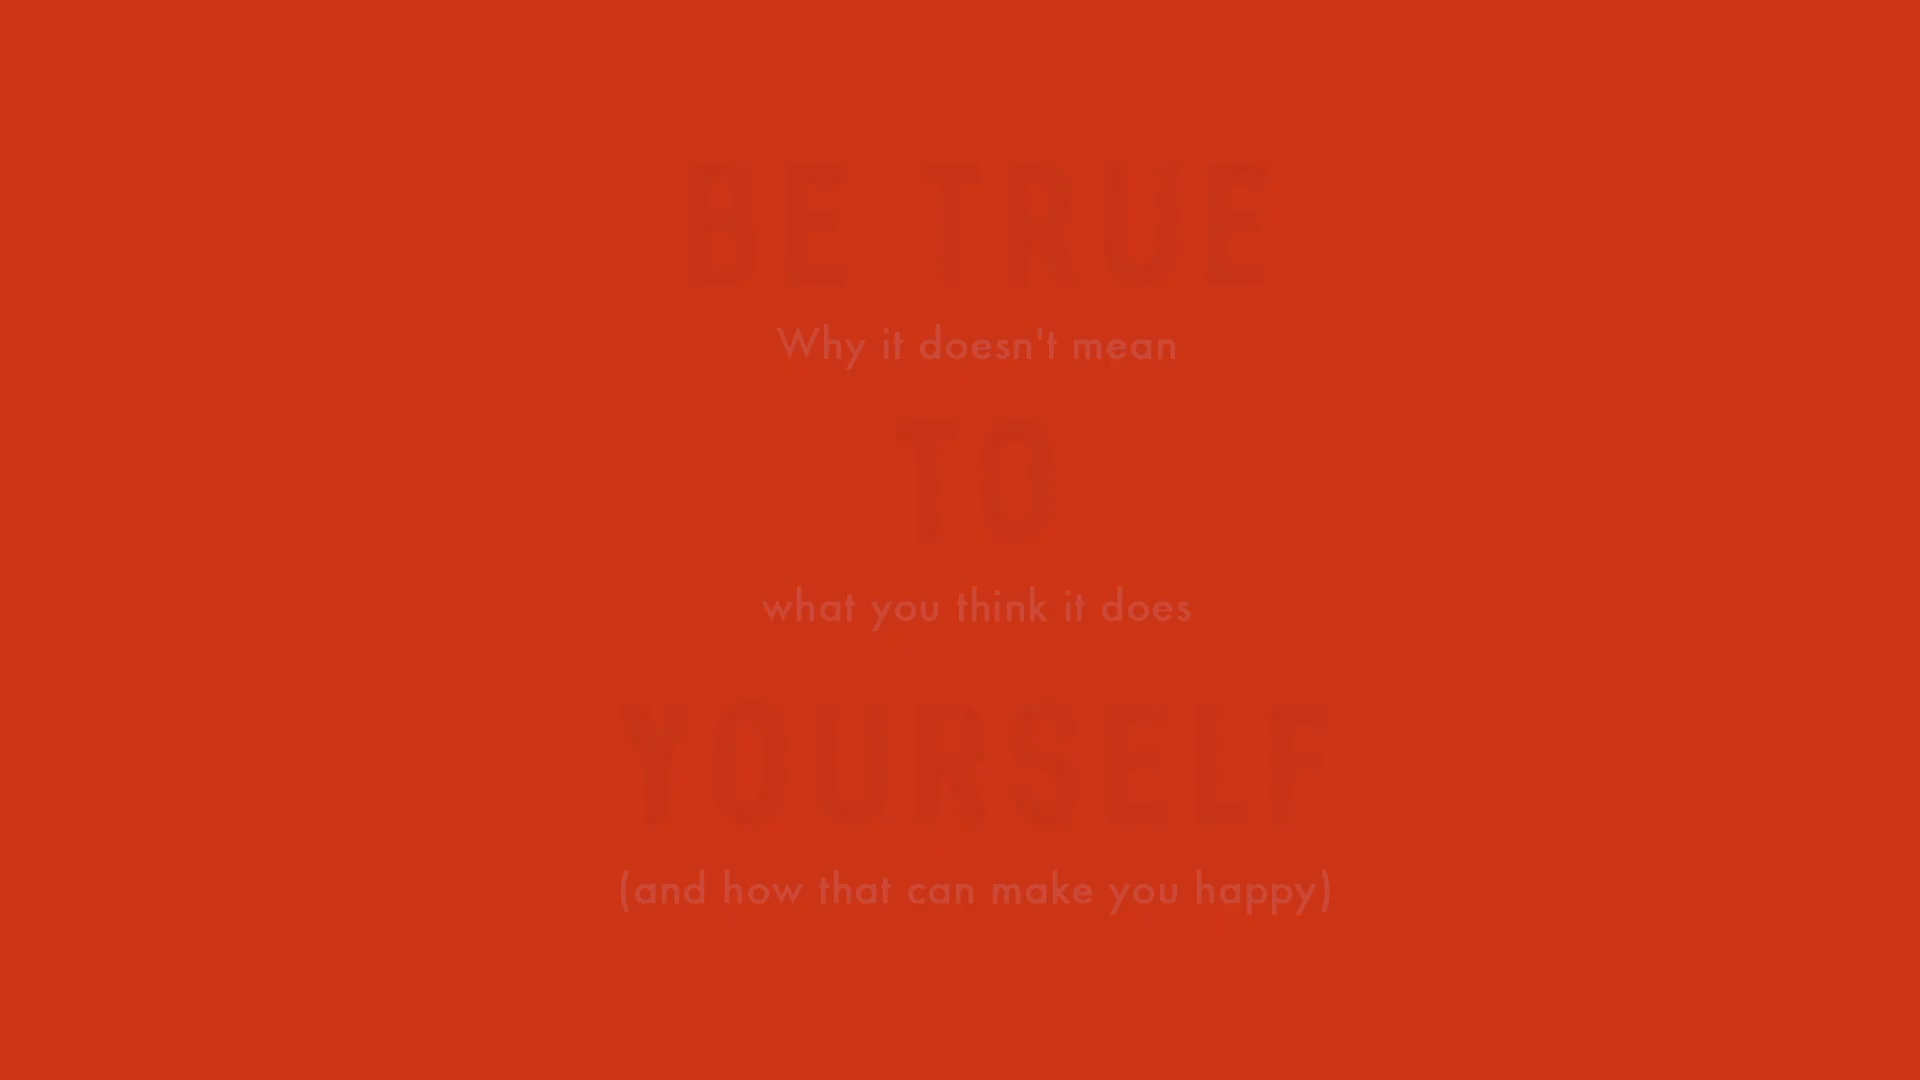 BE TRUE
Why it doesn't mean
TO
what you think it does
YOURSELF
(and how that can make you happy)